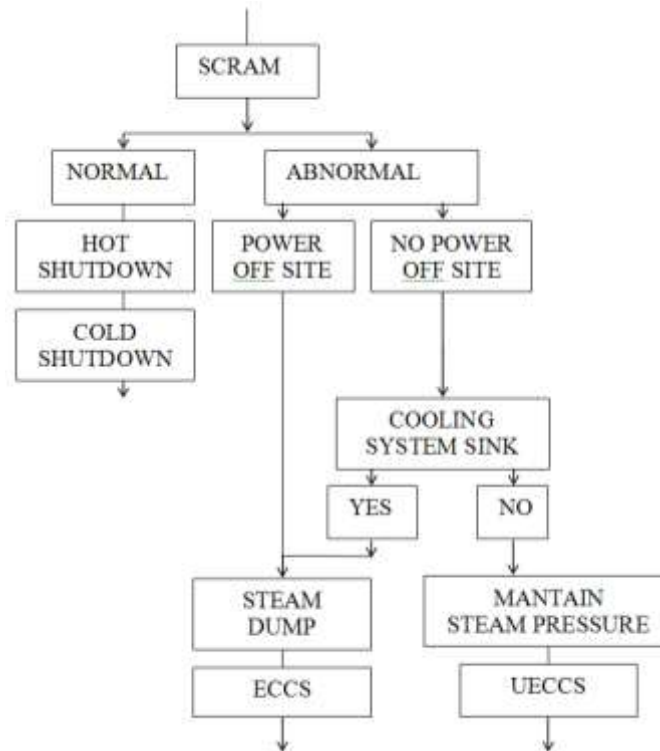 SCRAM
NORMAL
ABNORMAL
HOT
SHUTDOWN
POWER
OFF SITE
NO POWER
OFF SITE
COLD
SHUTDOWN
COOLING
SYSTEM SINK
YES
NO
STEAM
DUMP
MANTAIN
STEAM PRESSURE
ECCS
UECCS